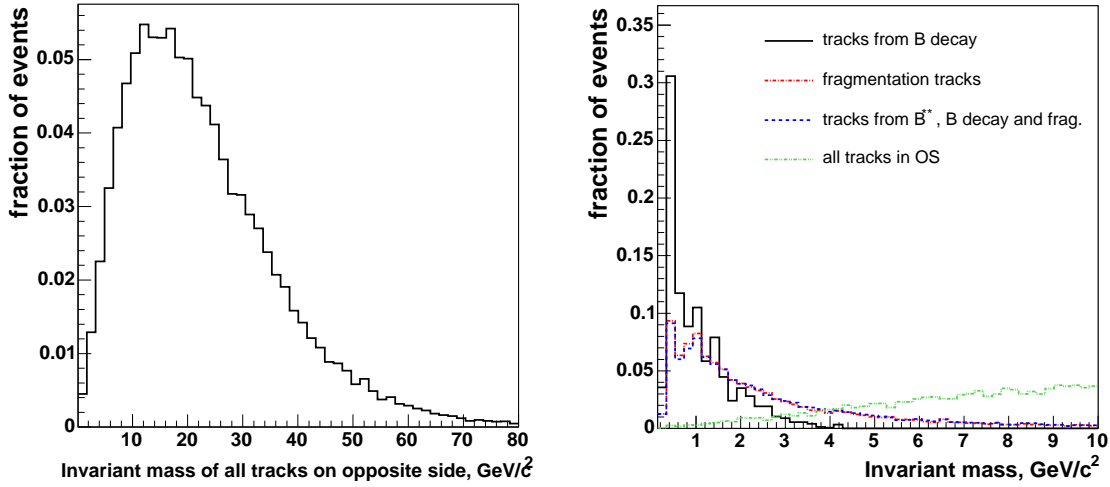 fraction of events
0.05
0.04
0.03
0.02
0.01
0
10 20 30 40 50 60 70 80
Invariant mass of all tracks on opposite side, GeV/c2
fraction of events
0.35
0.3
0.25
0.2
0.15
0.1
0.05
0
tracks from B decay
fragmentation tracks
tracks from B**, B decay and frag.
all tracks in OS
1 2 3 4 5 6 7 8 9 10
Invariant mass, GeV/c2